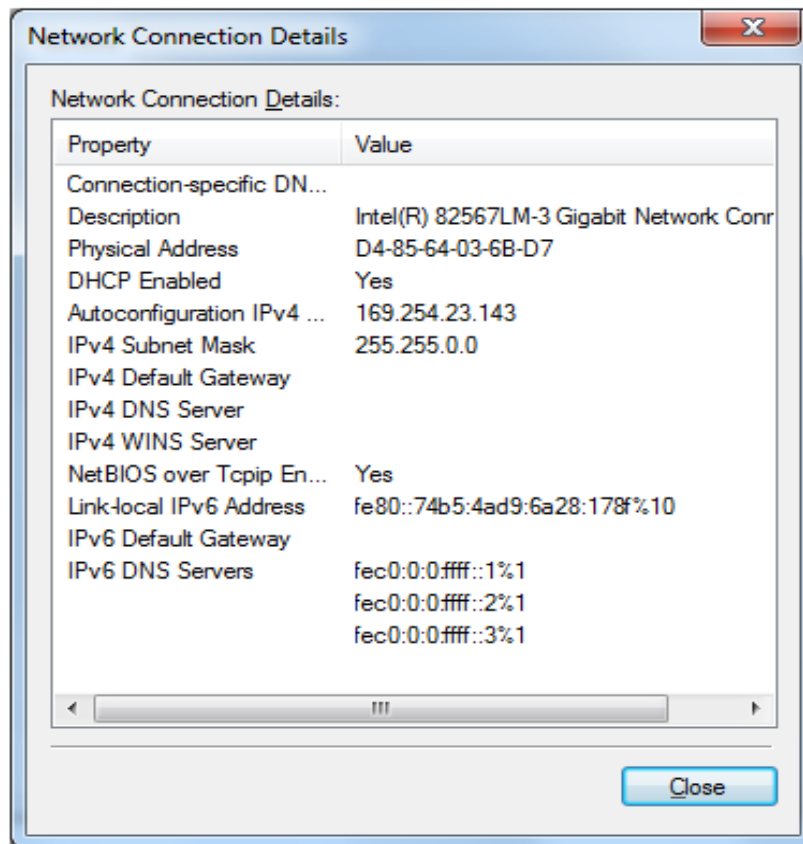 Network Connection Details
Network Connection Details:
Property Value
Connection-specific DN...
Description Intel(R) 82567LM-3 Gigabit Network Conr
Physical Address D4-85-64-03-6B-D7
DHCP Enabled Yes
Autoconfiguration IPv4 ... 169.254.23.143
IPv4 Subnet Mask 255.255.0.0
IPv4 Default Gateway
IPv4 DNS Server
IPv4 WINS Server
NetBIOS over Tcpip En... Yes
Link-local IPv6 Address fe80::74b5:4ad9:6a28:178f%10
IPv6 Default Gateway
IPv6 DNS Servers fec0:0:0:ffff::1%1
fec0:0:0:ffff::2%1
fec0:0:0:ffff::3%1
Close